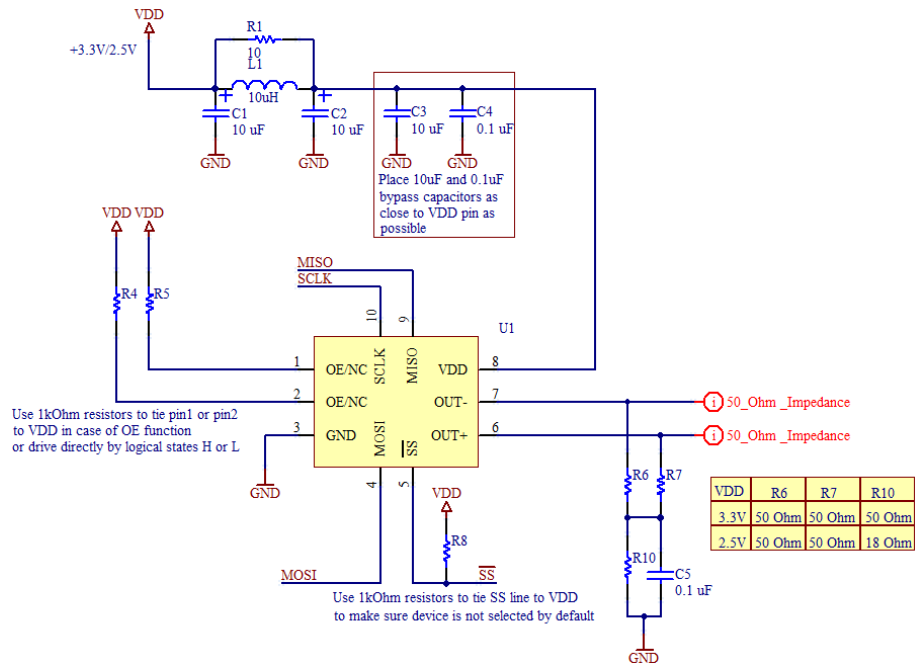 VDD
+3.3V/2.5V
R1
10
L1
10uH
C1
10 uF
GND
C2
10 uF
GND
C3
10 uF
GND
C4
0.1 uF
GND
Place 10uF and 0.1uF
bypass capacitors as
close to VDD pin as
possible
VDD VDD
R4
R5
MISO
SCLK
10
9
U1
1
OE/NC
SCLK
MISO
VDD
8
2
OE/NC
OUT-
7
3
GND
MOSI
SS
OUT+
6
4
5
50_Ohm _Impedance
50_Ohm _Impedance
Use 1kOhm resistors to tie pin1 or pin2
to VDD in case of OE function
or drive directly by logical states H or L
GND
VDD
R8
MOSI
SS
Use 1kOhm resistors to tie SS line to VDD
to make sure device is not selected by default
R6
R7
R10
C5
0.1 uF
GND
VDD R6 R7 R10
3.3V 50 Ohm 50 Ohm 50 Ohm
2.5V 50 Ohm 50 Ohm 18 Ohm